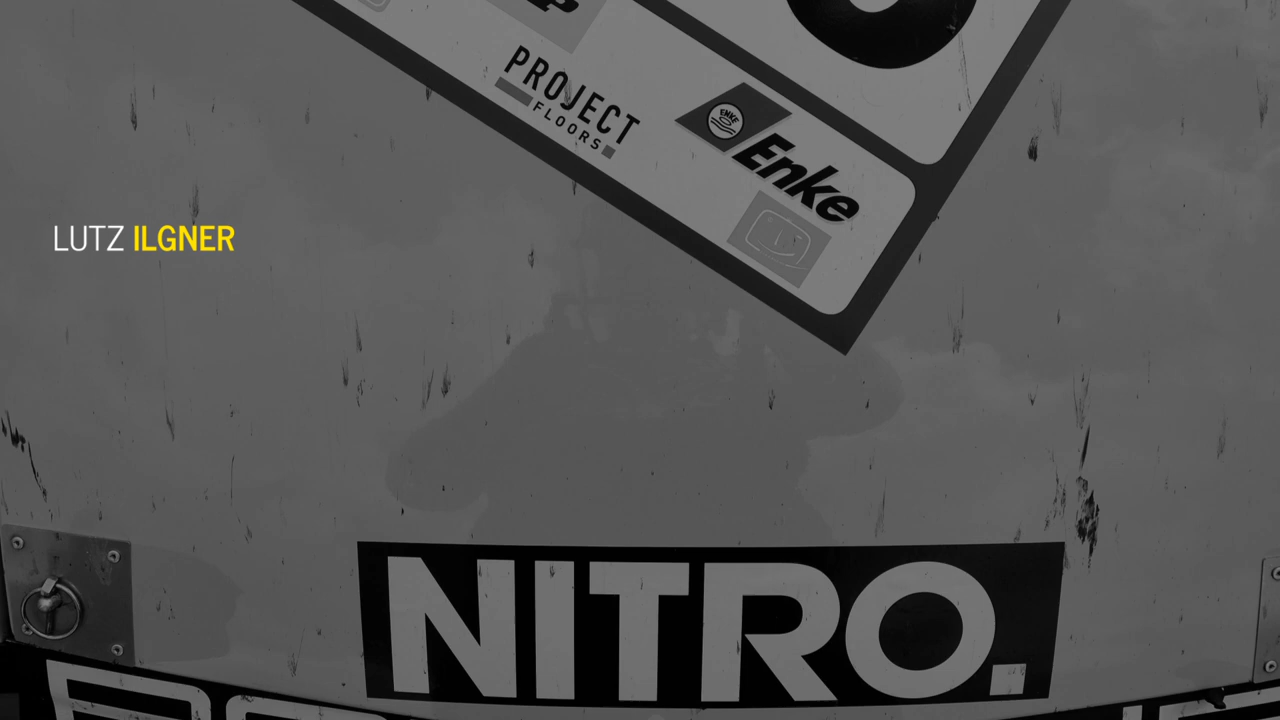 PROJECT
FLOORS
ENKE
Enke
LUTZ ILGNER
NITRO.